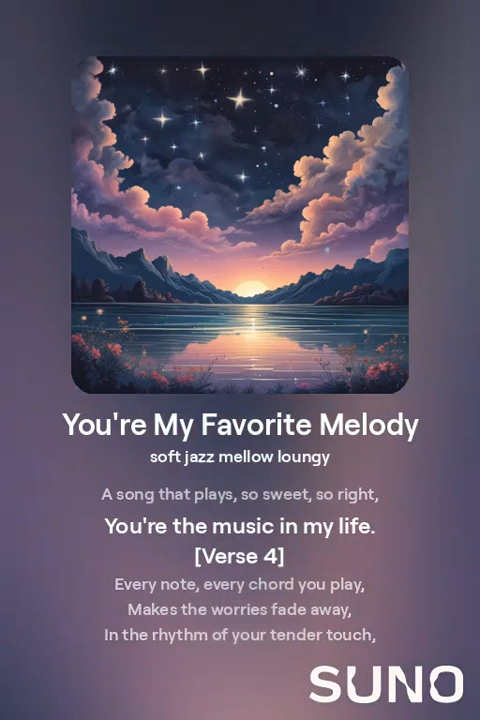 You're My Favorite Melody
soft jazz mellow loungy
A song that plays, so sweet, so right,
You're the music in my life.
[Verse 4]
Every note, every chord you play,
Makes the worries fade away,
In the rhythm of your tender touch,
SUNO